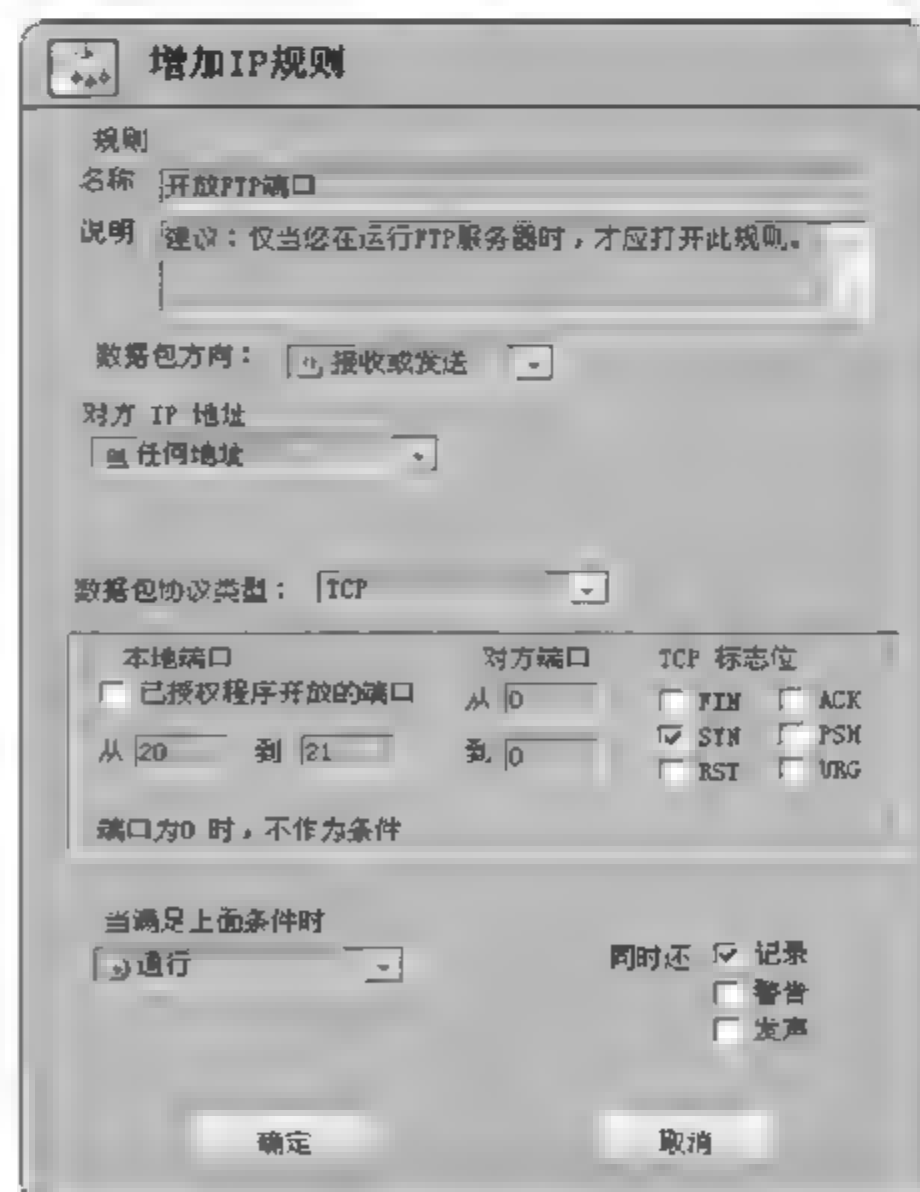 增加IP规则
规则
名称 开放FTP端口
说明 建议：仅当您在运行FTP服务器时，才应打开此规则。
数据包方向： 接收或发送
对方 IP 地址
任何地址
数据包协议类型： TCP
本地端口 对方端口 TCP 标志位
已授权程序开放的端口 从 0 FIN ACK
从 20 到 21 到 0 SYN PSH
RST URG
端口为0 时，不作为条件
当满足上面条件时
通行 同时还 记录
警告
发声
确定 取消